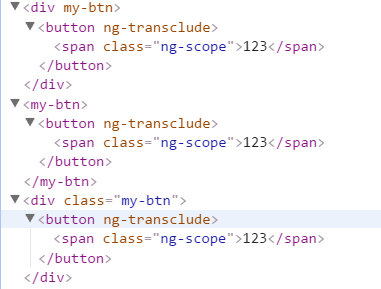 <div my-btn>
<button ng-transclude>
<span class="ng-scope">123</span>
</button>
</div>
<my-btn>
<button ng-transclude>
<span class="ng-scope">123</span>
</button>
</my-btn>
<div class="my-btn">
<button ng-transclude>
<span class="ng-scope">123</span>
</button>
</div>